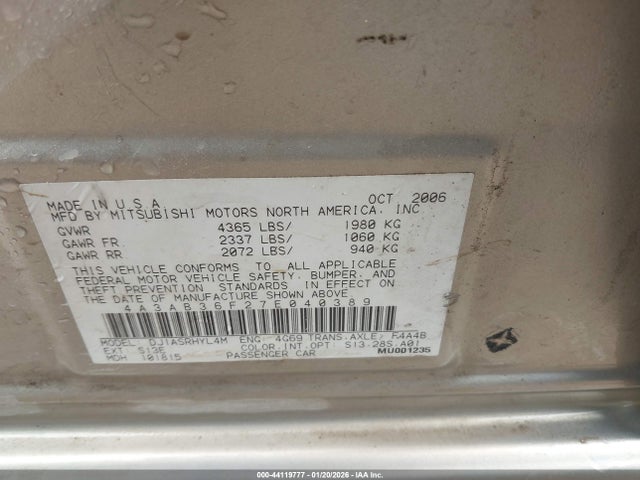 MADE IN U.S.A. OCT 2006
MFD BY MITSUBISHI MOTORS NORTH AMERICA, INC
GVWR 4365 LBS/ 1980 KG
GAWR FR. 2337 LBS/ 1060 KG
GAWR RR 2072 LBS/ 940 KG
THIS VEHICLE CONFORMS TO ALL APPLICABLE
FEDERAL MOTOR VEHICLE SAFETY, BUMPER, AND
THEFT PREVENTION STANDARDS IN EFFECT ON
THE DATE OF MANUFACTURE SHOWN ABOVE.
4A3AB36F27E040389
MODEL DJ1ASRHYL4M ENG 4G69 TRANS.AXLE/ F4A4B
EXT: S13E COLOR.INT.OPT S13.28S.A01
MDH 101815 PASSENGER CAR MU001235
000-44119777 - 01/20/2026 - IAA Inc.